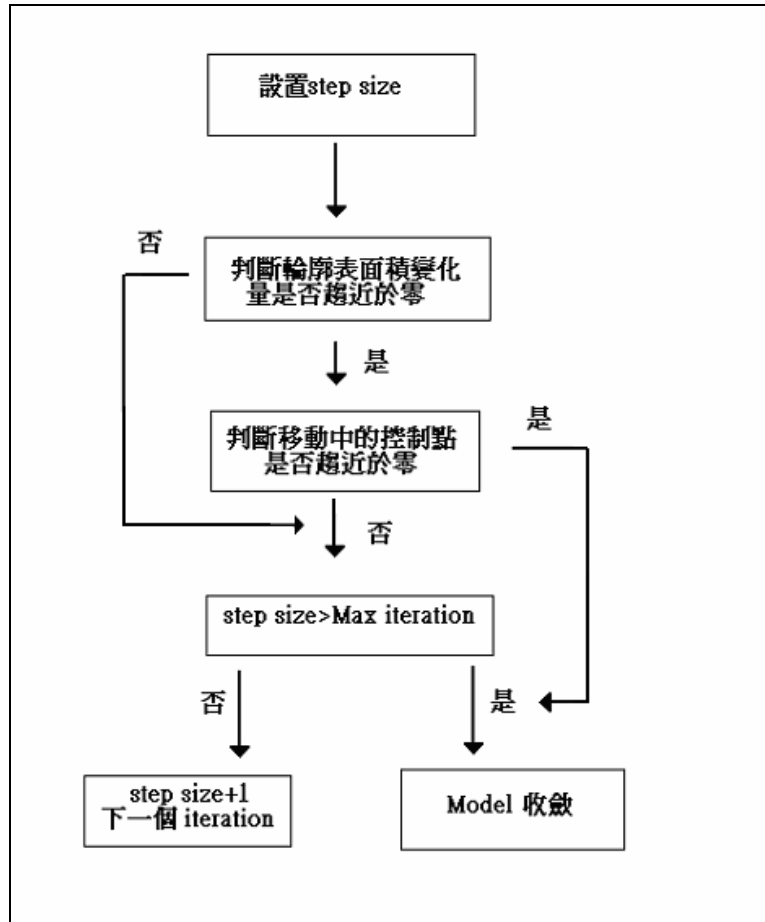 設置step size
否
判斷輪廓表面積變化
量是否趨近於零
是
判斷移動中的控制點
是否趨近於零
是
否
step size>Max iteration
否
是
step size+1
下一個 iteration
Model 收斂